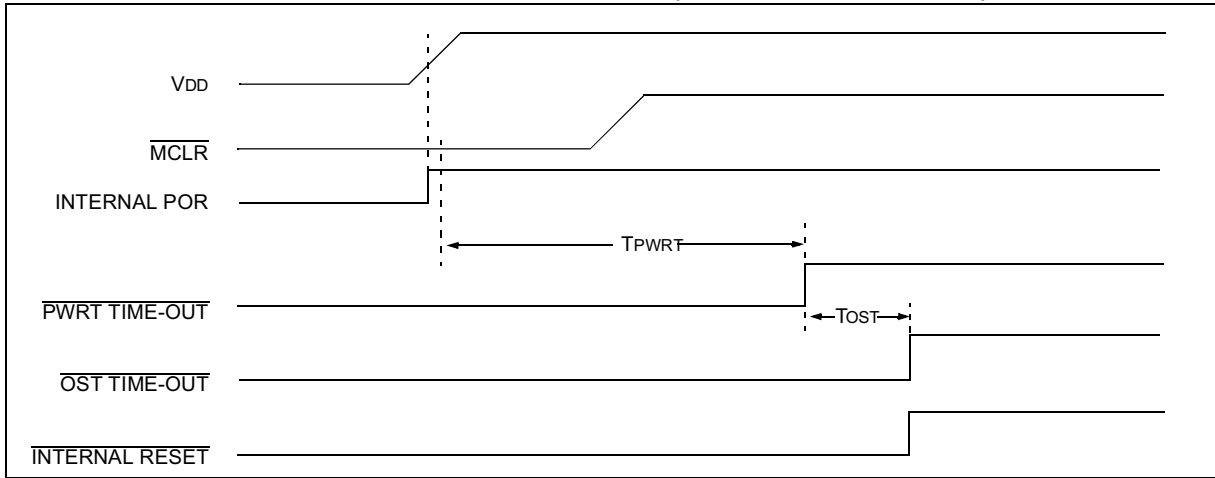 VDD
MCLR
INTERNAL POR
TPWRT
PWRT TIME-OUT
TOST
OST TIME-OUT
INTERNAL RESET